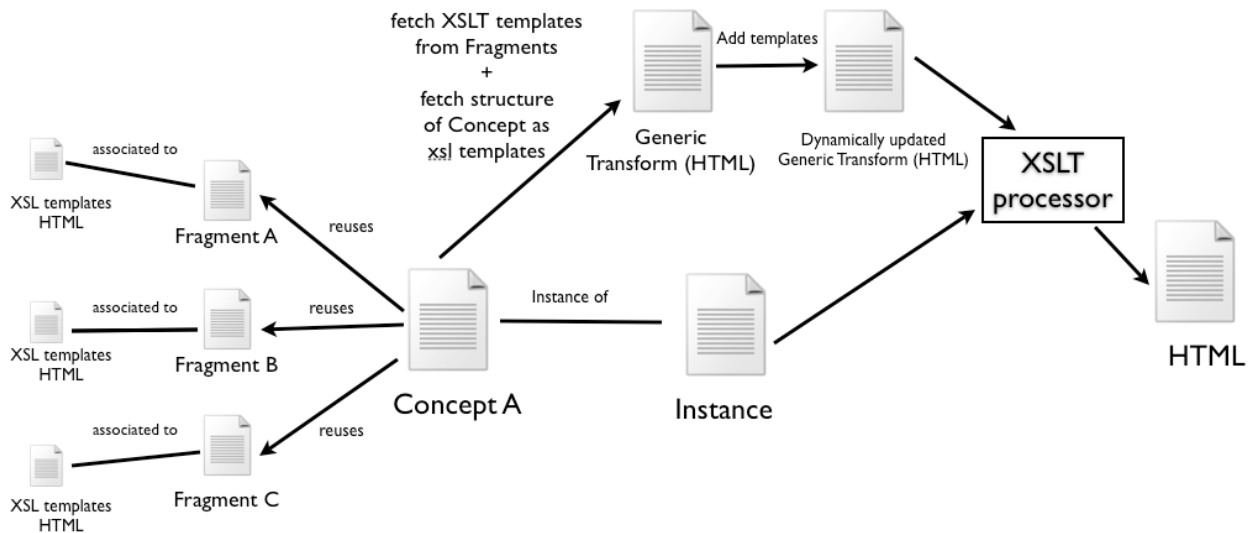 fetch XSLT templates
from Fragments
+
fetch structure
of Concept as
xsl templates
Add templates
Generic
Transform (HTML)
Dynamically updated
Generic Transform (HTML)
XSLT
processor
HTML
associated to
XSL templates
HTML
Fragment A
reuses
associated to
XSL templates
HTML
Fragment B
reuses
Concept A
Instance of
Instance
associated to
XSL templates
HTML
Fragment C
reuses